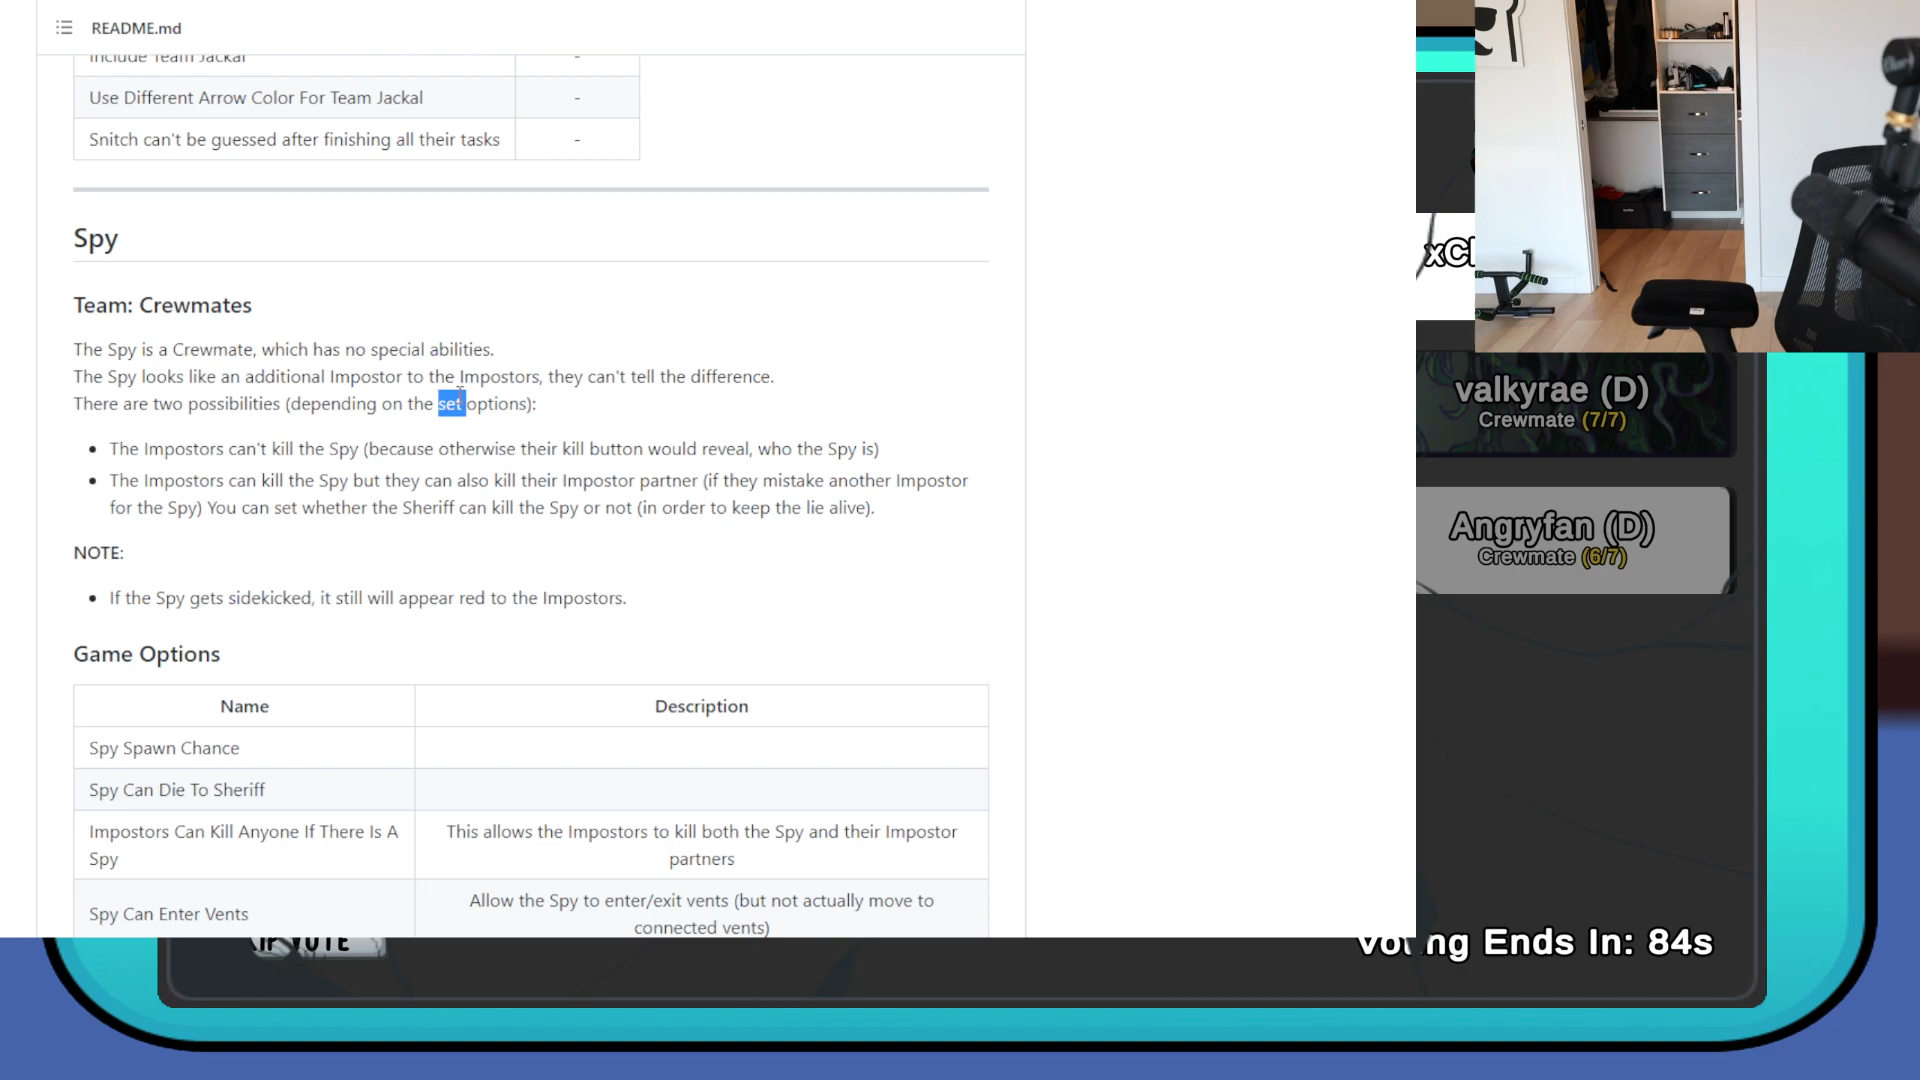 README.md
Include Team Jackal -
Use Different Arrow Color For Team Jackal -
Snitch can't be guessed after finishing all their tasks -
Spy
Team: Crewmates
The Spy is a Crewmate, which has no special abilities.
The Spy looks like an additional Impostor to the Impostors, they can't tell the difference.
There are two possibilities (depending on the set options):
The Impostors can't kill the Spy (because otherwise their kill button would reveal, who the Spy is)
The Impostors can kill the Spy but they can also kill their Impostor partner (if they mistake another Impostor
for the Spy) You can set whether the Sheriff can kill the Spy or not (in order to keep the lie alive).
NOTE:
If the Spy gets sidekicked, it still will appear red to the Impostors.
Game Options
Name Description
Spy Spawn Chance
Spy Can Die To Sheriff
Impostors Can Kill Anyone If There Is A
Spy
This allows the Impostors to kill both the Spy and their Impostor
partners
Spy Can Enter Vents
Allow the Spy to enter/exit vents (but not actually move to
connected vents)
xCh
valkyrae (D)
Crewmate (7/7)
Angryfan (D)
Crewmate (6/7)
VOTE
Voting Ends In: 84s